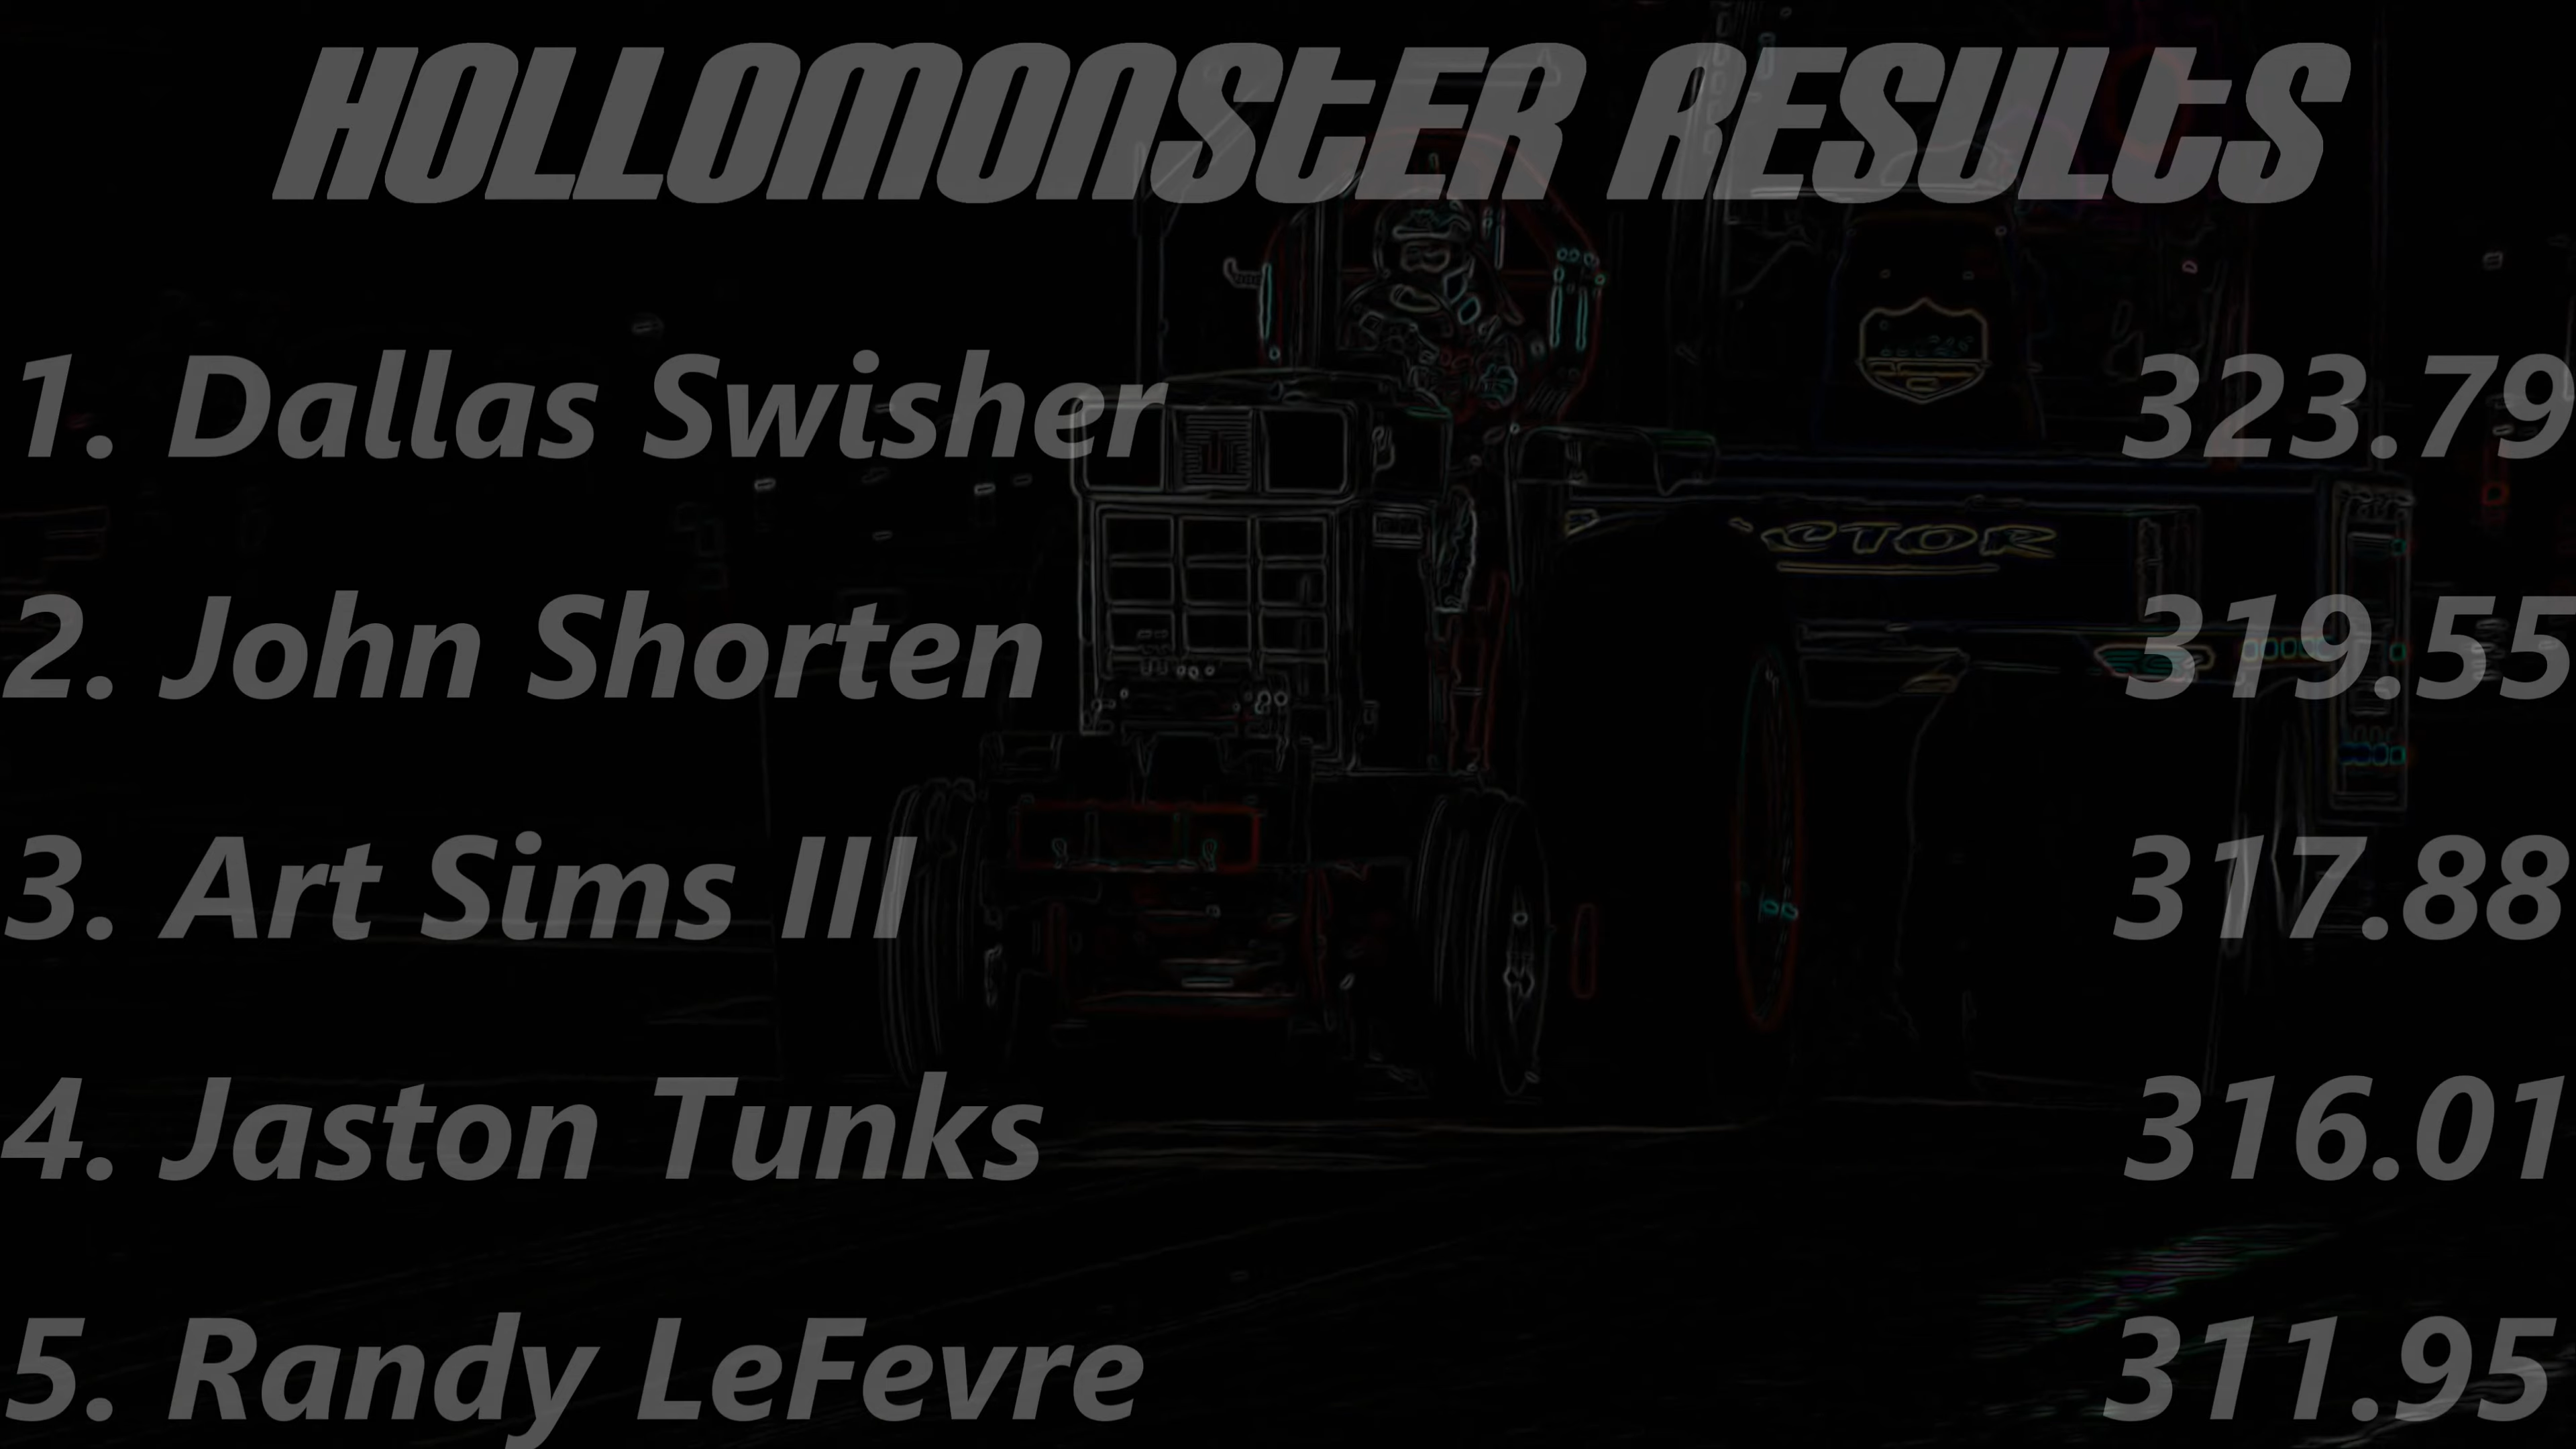 HOLLOMONSTER RESULTS
1. Dallas Swisher 323.79
2. John Shorten 319.55
3. Art Sims III 317.88
4. Jaston Tunks 316.01
5. Randy LeFevre 311.95